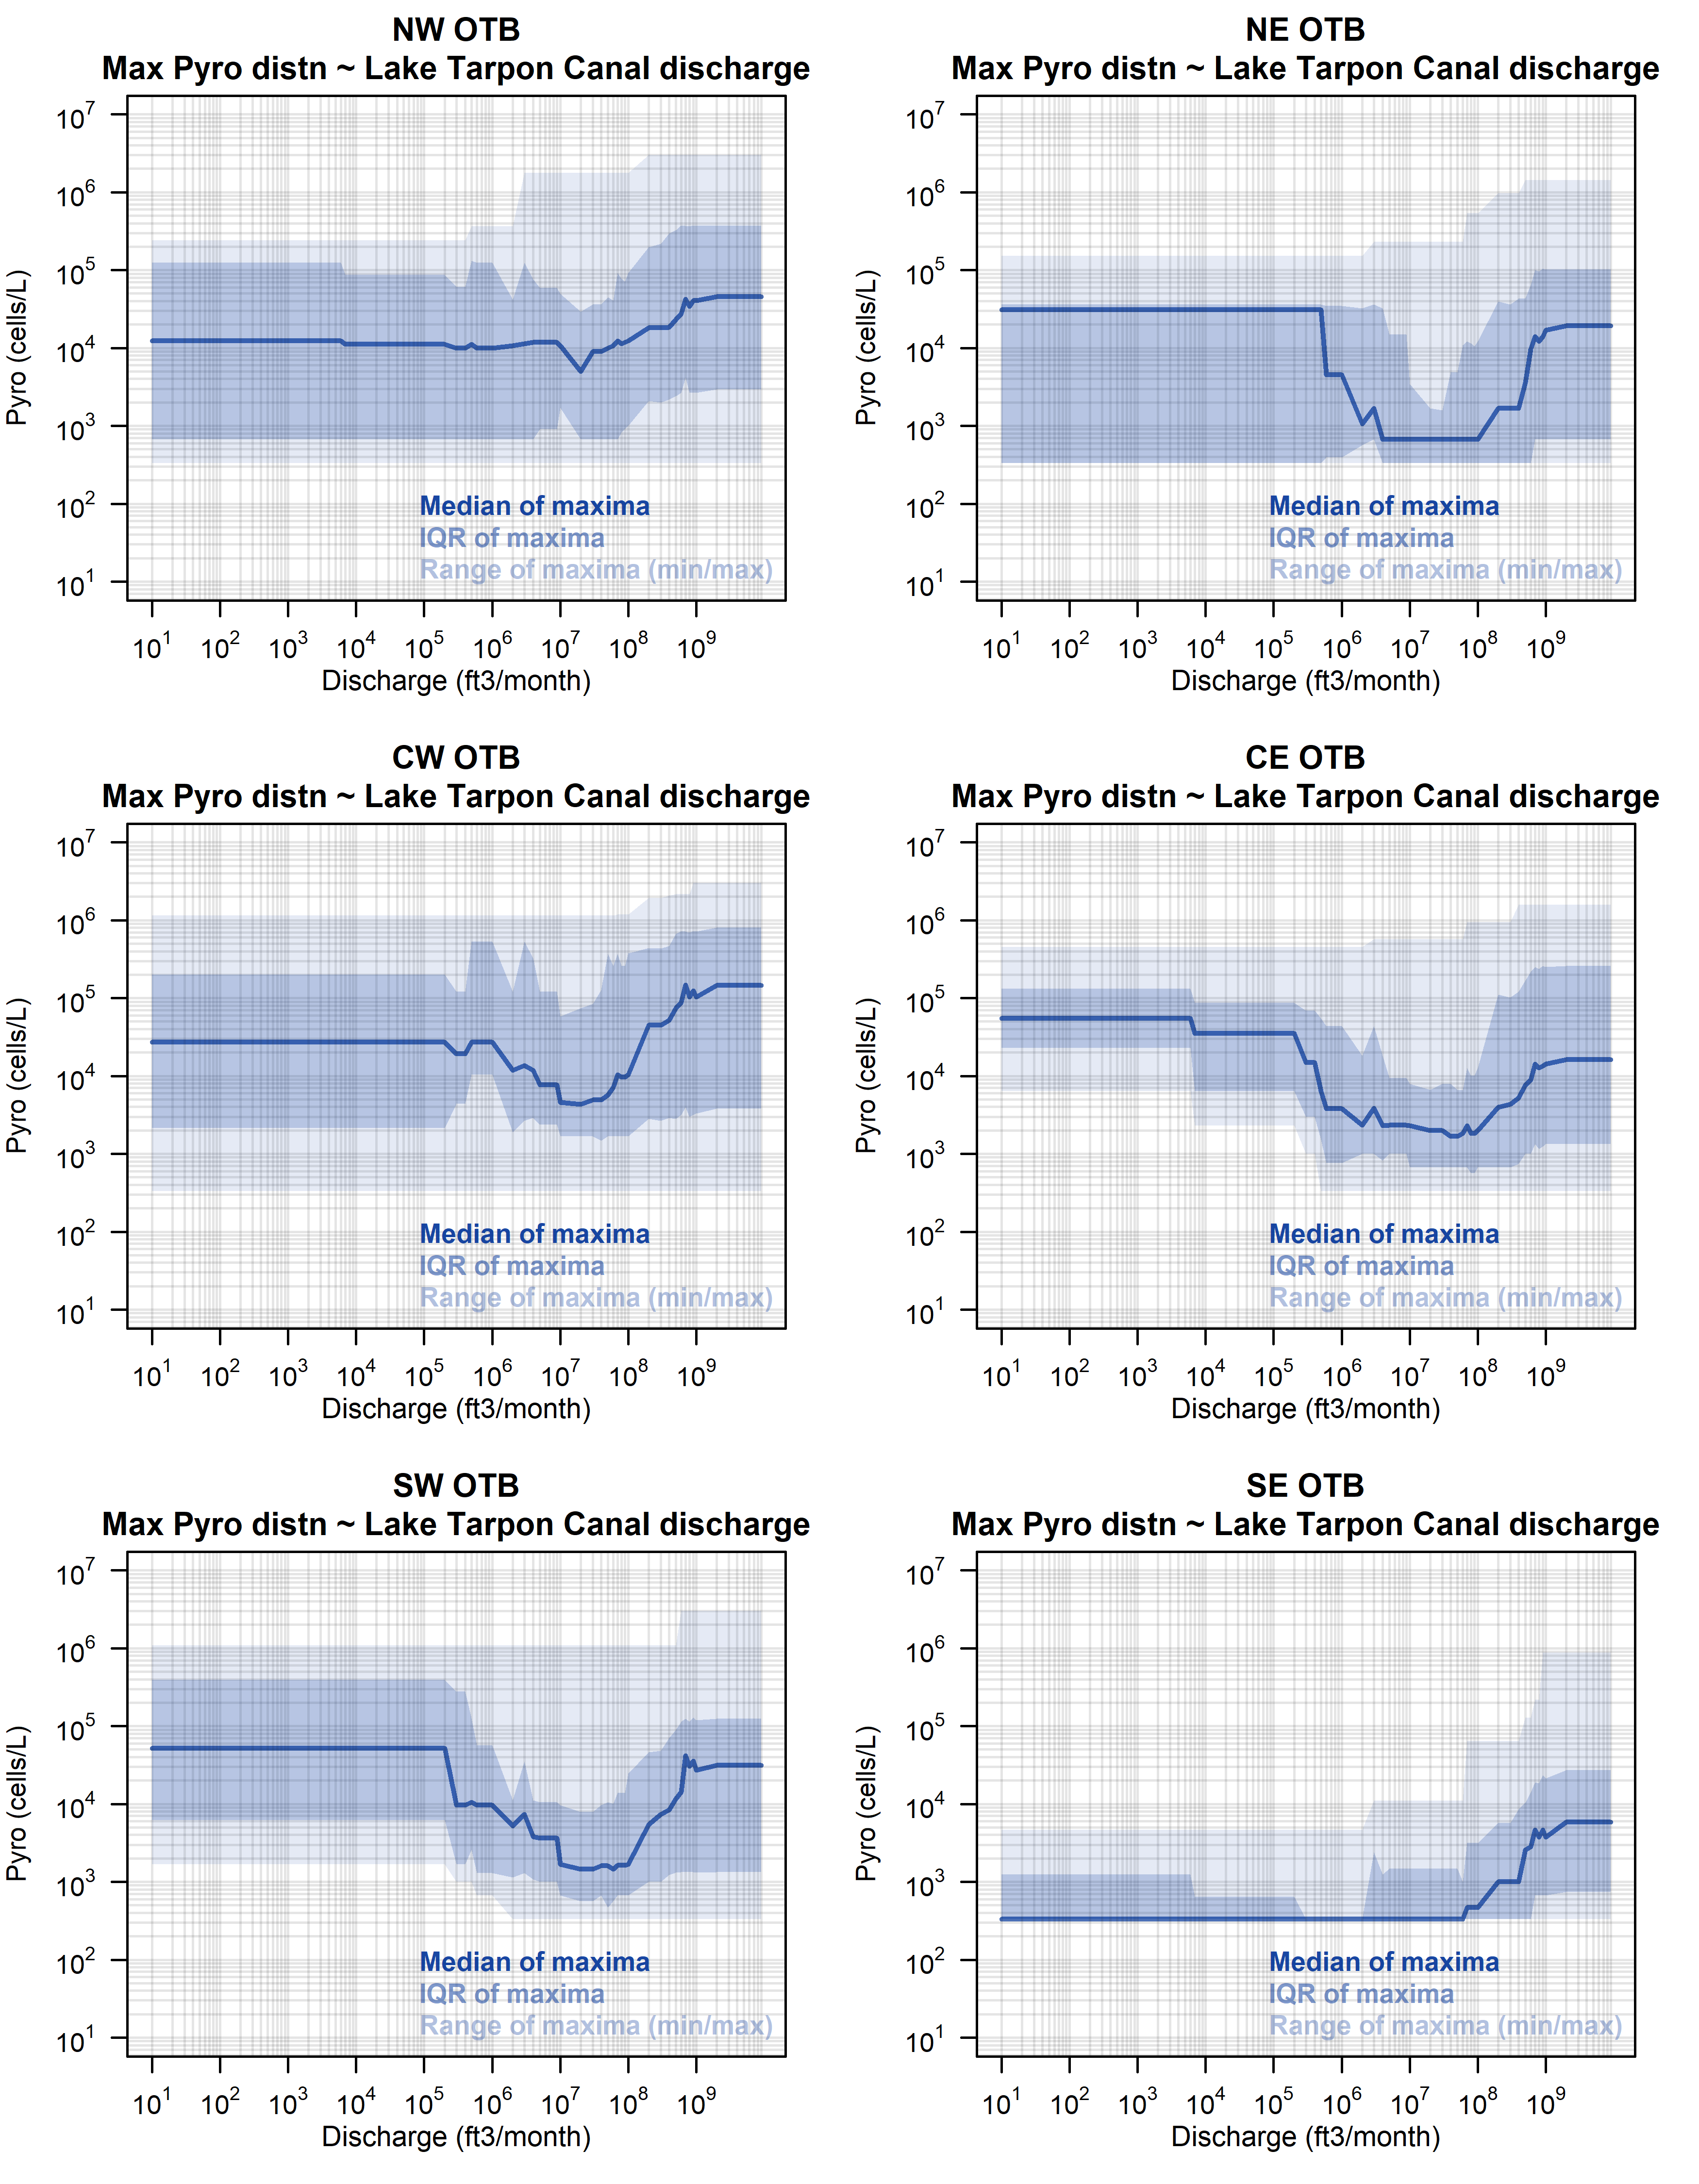 NW OTB
Max Pyro distn ~ Lake Tarpon Canal discharge
Pyro (cells/L)
10^7
10^6
10^5
10^4
10^3
10^2
10^1
Median of maxima
IQR of maxima
Range of maxima (min/max)
10^1 10^2 10^3 10^4 10^5 10^6 10^7 10^8 10^9
Discharge (ft3/month)
NE OTB
Max Pyro distn ~ Lake Tarpon Canal discharge
Pyro (cells/L)
10^7
10^6
10^5
10^4
10^3
10^2
10^1
Median of maxima
IQR of maxima
Range of maxima (min/max)
10^1 10^2 10^3 10^4 10^5 10^6 10^7 10^8 10^9
Discharge (ft3/month)
CW OTB
Max Pyro distn ~ Lake Tarpon Canal discharge
Pyro (cells/L)
10^7
10^6
10^5
10^4
10^3
10^2
10^1
Median of maxima
IQR of maxima
Range of maxima (min/max)
10^1 10^2 10^3 10^4 10^5 10^6 10^7 10^8 10^9
Discharge (ft3/month)
CE OTB
Max Pyro distn ~ Lake Tarpon Canal discharge
Pyro (cells/L)
10^7
10^6
10^5
10^4
10^3
10^2
10^1
Median of maxima
IQR of maxima
Range of maxima (min/max)
10^1 10^2 10^3 10^4 10^5 10^6 10^7 10^8 10^9
Discharge (ft3/month)
SW OTB
Max Pyro distn ~ Lake Tarpon Canal discharge
Pyro (cells/L)
10^7
10^6
10^5
10^4
10^3
10^2
10^1
Median of maxima
IQR of maxima
Range of maxima (min/max)
10^1 10^2 10^3 10^4 10^5 10^6 10^7 10^8 10^9
Discharge (ft3/month)
SE OTB
Max Pyro distn ~ Lake Tarpon Canal discharge
Pyro (cells/L)
10^7
10^6
10^5
10^4
10^3
10^2
10^1
Median of maxima
IQR of maxima
Range of maxima (min/max)
10^1 10^2 10^3 10^4 10^5 10^6 10^7 10^8 10^9
Discharge (ft3/month)